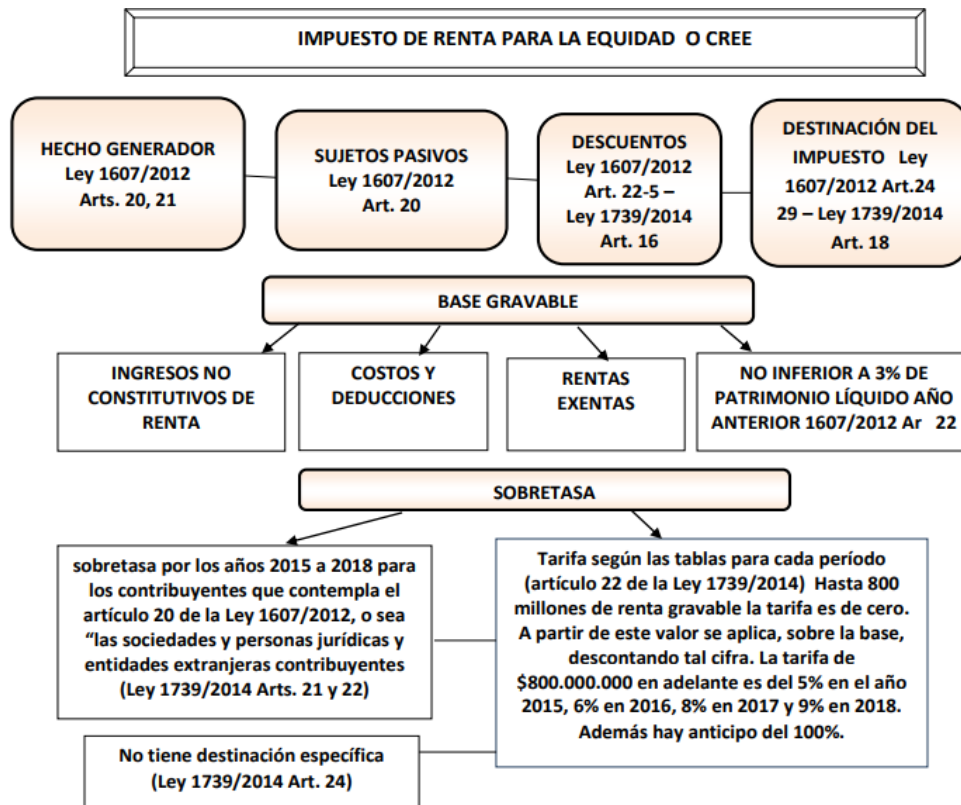 IMPUESTO DE RENTA PARA LA EQUIDAD O CREE
HECHO GENERADOR
Ley 1607/2012
Arts. 20, 21
SUJETOS PASIVOS
Ley 1607/2012
Art. 20
DESCUENTOS
Ley 1607/2012
Art. 22-5 –
Ley 1739/2014
Art. 16
DESTINACIÓN DEL
IMPUESTO Ley
1607/2012 Art.24
29 – Ley 1739/2014
Art. 18
BASE GRAVABLE
INGRESOS NO
CONSTITUTIVOS DE
RENTA
COSTOS Y
DEDUCCIONES
RENTAS
EXENTAS
NO INFERIOR A 3% DE
PATRIMONIO LÍQUIDO AÑO
ANTERIOR 1607/2012 Ar 22
SOBRETASA
sobretasa por los años 2015 a 2018 para
los contribuyentes que contempla el
artículo 20 de la Ley 1607/2012, o sea
“las sociedades y personas jurídicas y
entidades extranjeras contribuyentes
(Ley 1739/2014 Arts. 21 y 22)
Tarifa según las tablas para cada período
(artículo 22 de la Ley 1739/2014) Hasta 800
millones de renta gravable la tarifa es de cero.
A partir de este valor se aplica, sobre la base,
descontando tal cifra. La tarifa de
$800.000.000 en adelante es del 5% en el año
2015, 6% en 2016, 8% en 2017 y 9% en 2018.
Además hay anticipo del 100%.
No tiene destinación específica
(Ley 1739/2014 Art. 24)